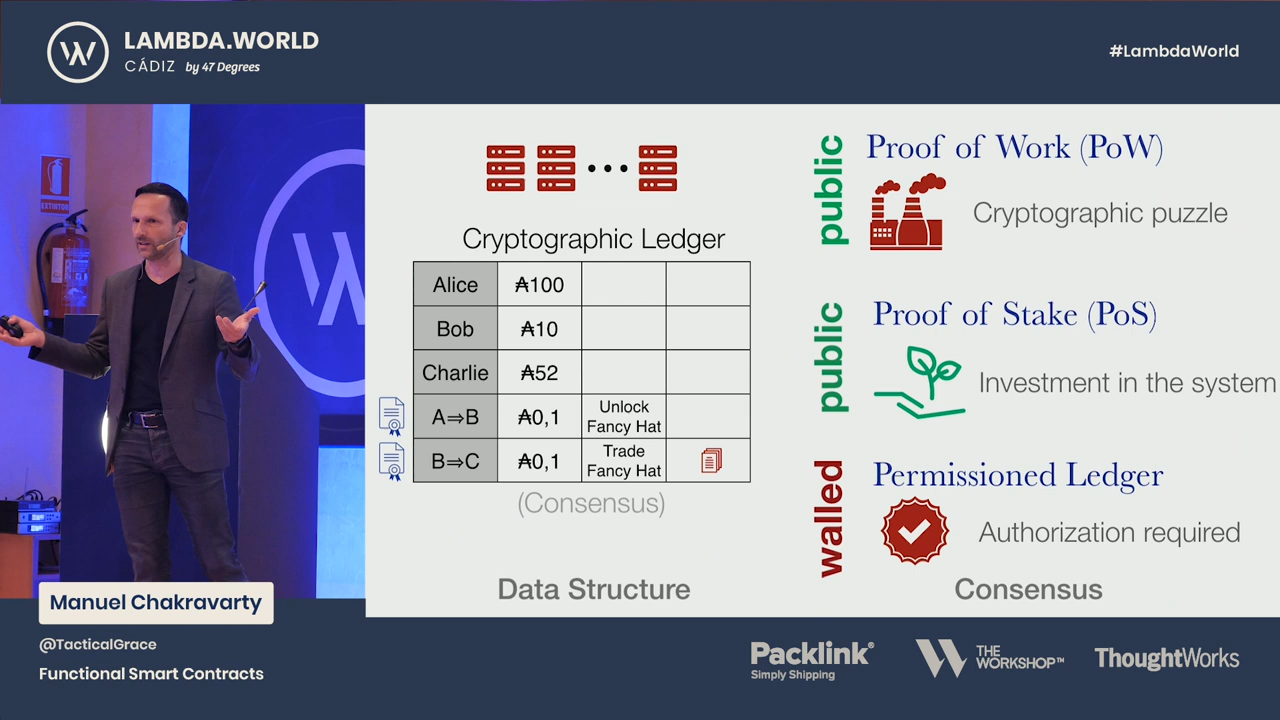 LAMBDA.WORLD
CÁDIZ by 47 Degrees
#LambdaWorld
EXTINTOR
Cryptographic Ledger
Alice ₳100
Bob ₳10
Charlie ₳52
A⇒B ₳0,1 Unlock Fancy Hat
B⇒C ₳0,1 Trade Fancy Hat
(Consensus)
Data Structure
public
Proof of Work (PoW)
Cryptographic puzzle
public
Proof of Stake (PoS)
Investment in the system
walled
Permissioned Ledger
Authorization required
Consensus
Manuel Chakravarty
@TacticalGrace
Functional Smart Contracts
Packlink®
Simply Shipping
THE
WORKSHOP™
ThoughtWorks